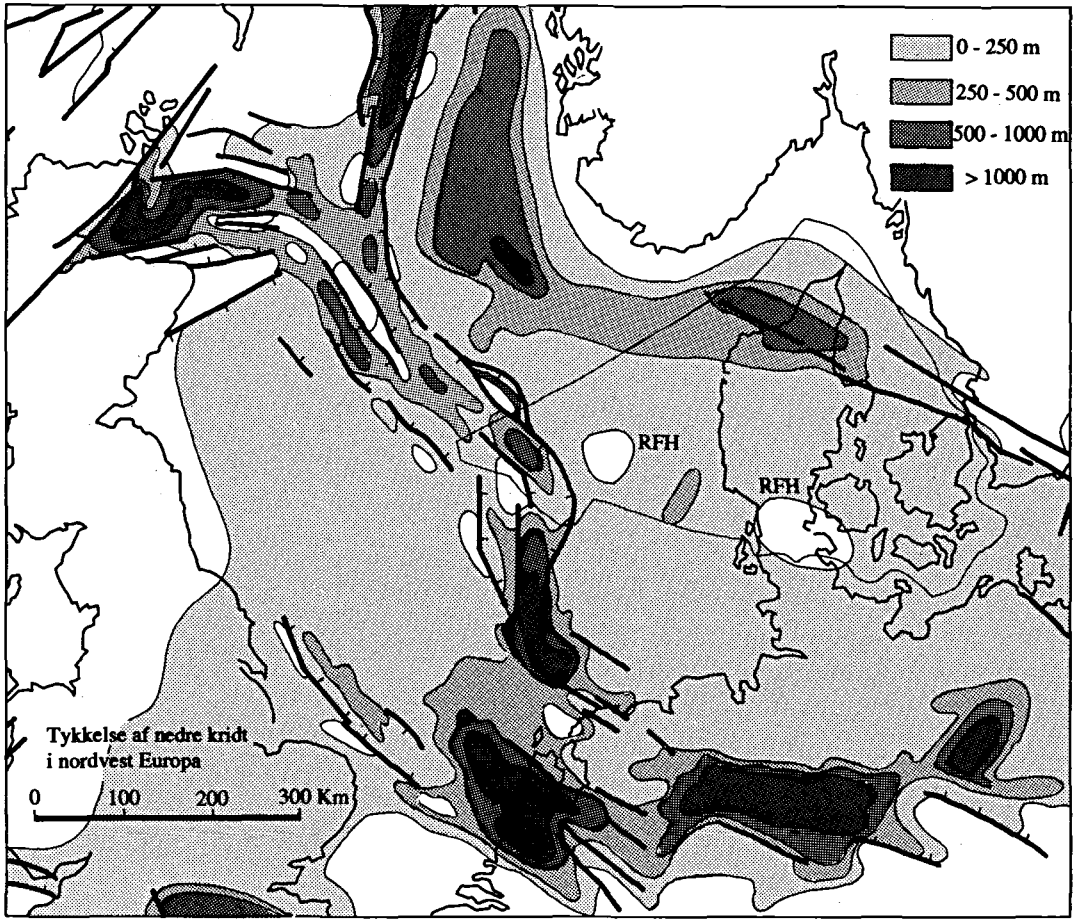 0 - 250 m
250 - 500 m
500 - 1000 m
> 1000 m
RFH
RFH
Tykkelse af nedre kridt
i nordvest Europa
0 100 200 300 Km